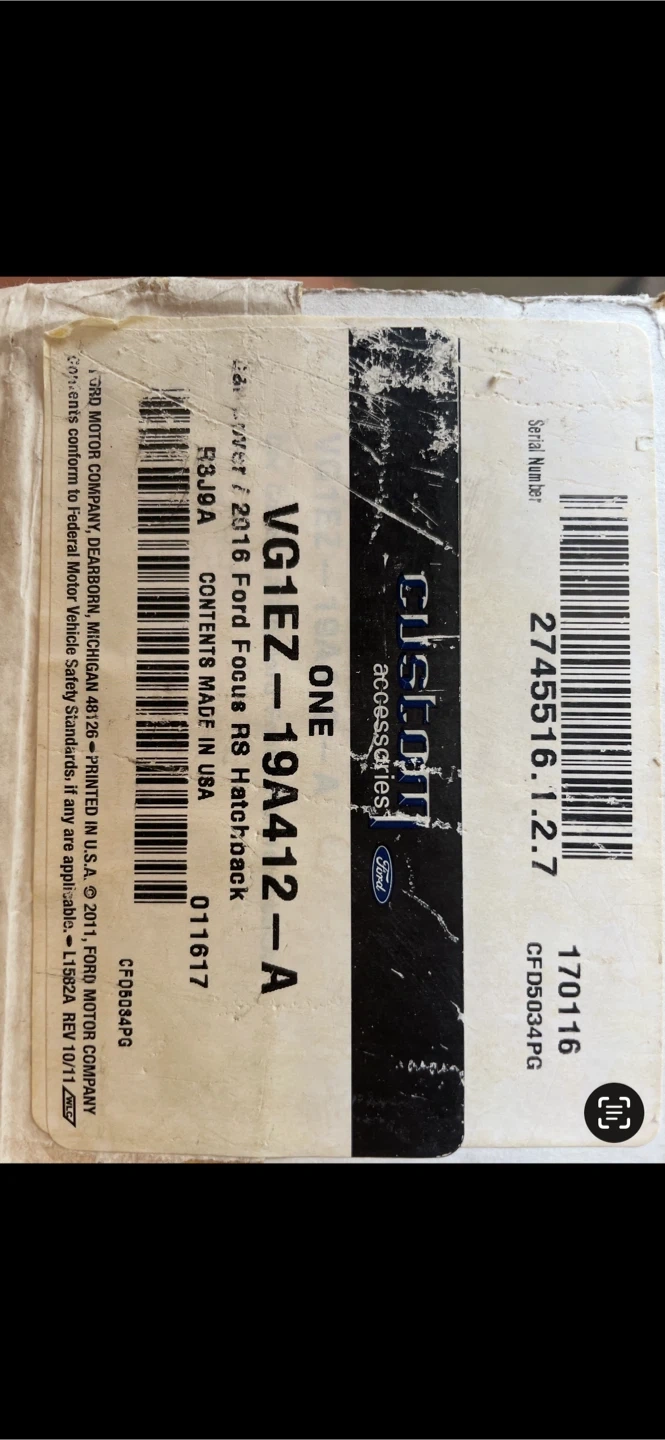 Serial Number
2745516.1.2.7
170116
CFD5034PG
custom
accessories
Ford
ONE
VG1EZ-19A412-A
/ 2016 Ford Focus RS Hatchback
R3J9A CONTENTS MADE IN USA 011617
CFD5034PG
FORD MOTOR COMPANY, DEARBORN, MICHIGAN 48126 • PRINTED IN U.S.A. © 2011, FORD MOTOR COMPANY
Contents conform to Federal Motor Vehicle Safety Standards, if any are applicable. • L1582A REV 10/11 WLC